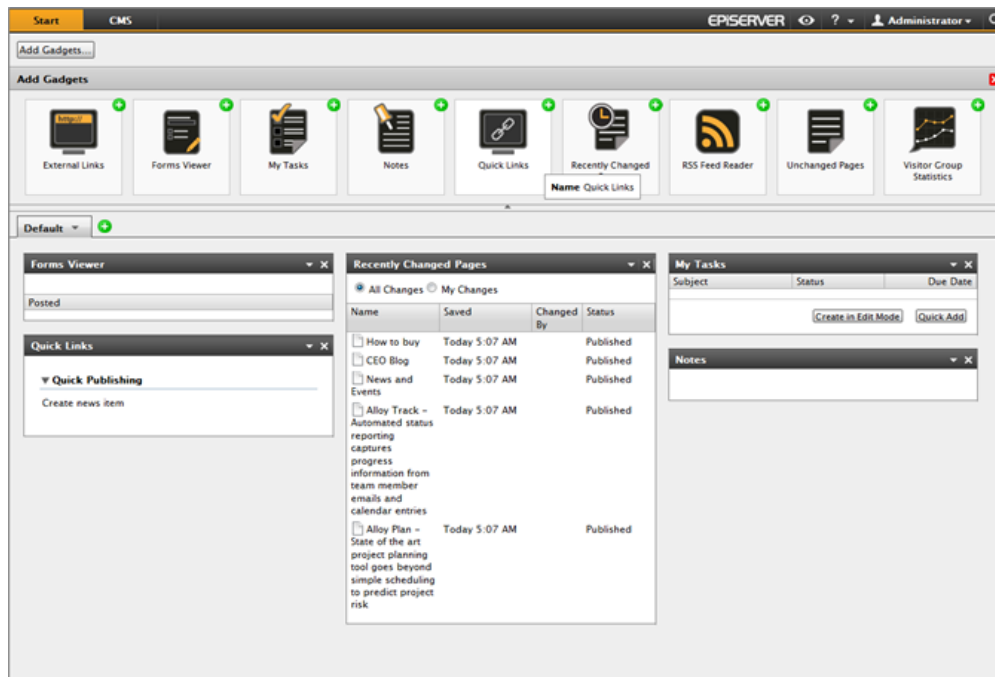 Start CMS EPISERVER ? Administrator
Add Gadgets...
Add Gadgets
http://
External Links
Forms Viewer
My Tasks
Notes
Quick Links
Recently Changed
RSS Feed Reader
Unchanged Pages
Visitor Group
Statistics
Name Quick Links
Default
Forms Viewer
Posted
Quick Links
Quick Publishing
Create news item
Recently Changed Pages
All Changes My Changes
Name Saved Changed Status
By
How to buy Today 5:07 AM Published
CEO Blog Today 5:07 AM Published
News and Today 5:07 AM Published
Events
Alloy Track – Today 5:07 AM Published
Automated status
reporting
captures
progress
information from
team member
emails and
calendar entries
Alloy Plan – Today 5:07 AM Published
State of the art
project planning
tool goes beyond
simple scheduling
to predict project
risk
My Tasks
Subject Status Due Date
Create in Edit Mode Quick Add
Notes